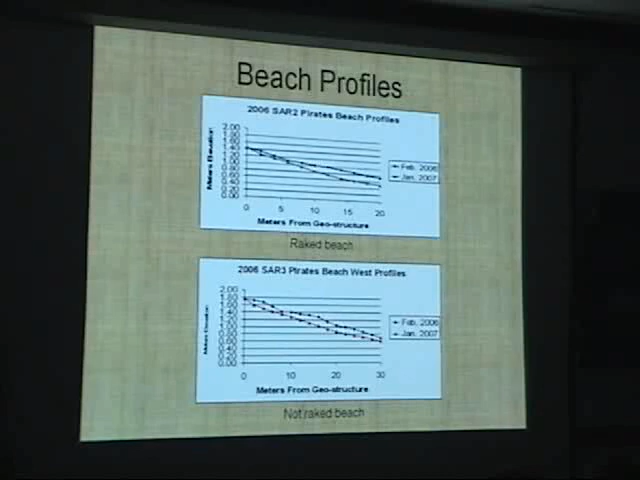 Beach Profiles
2006 SAR2 Pirates Beach Profiles
Meters Elevation
2.00
1.80
1.60
1.40
1.20
1.00
0.80
0.60
0.40
0.20
0.00
0 5 10 15 20
Meters From Geo-structure
Feb. 2006
Jan. 2007
Raked beach
2006 SAR3 Pirates Beach West Profiles
Meters Elevation
2.00
1.80
1.60
1.40
1.20
1.00
0.80
0.60
0.40
0.20
0.00
0 10 20 30
Meters From Geo-structure
Feb. 2006
Jan. 2007
Not raked beach